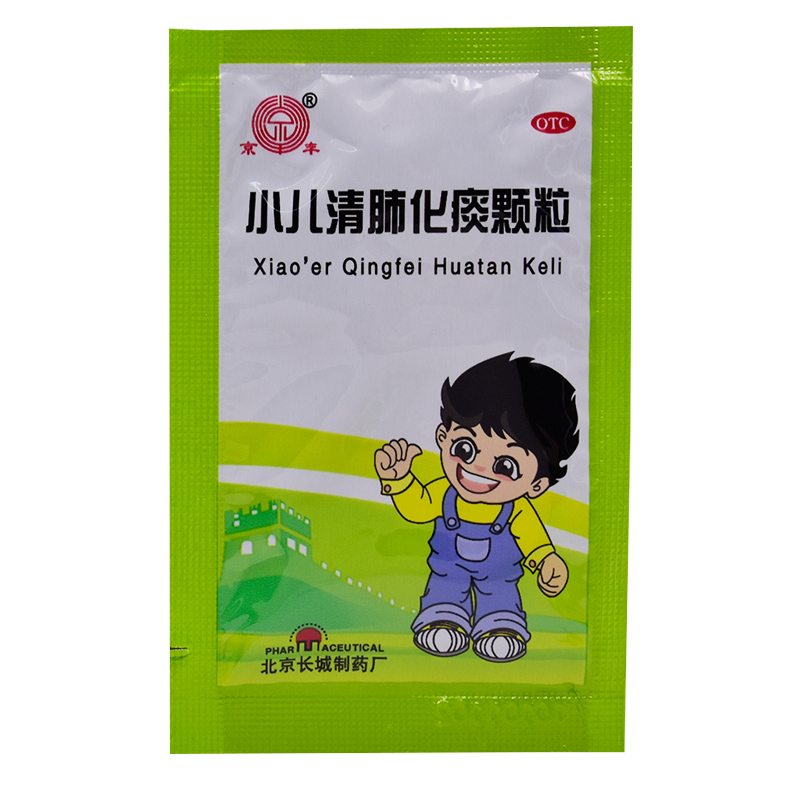 ®
京丰
OTC
小儿清肺化痰颗粒
Xiao'er Qingfei Huatan Keli
PHARMACEUTICAL
北京长城制药厂